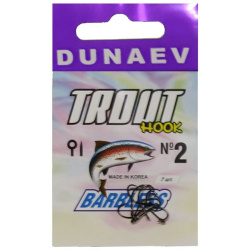 DUNAEV
TROUT
HOOK
№2
MADE IN KOREA
7 шт.
BARBLESS